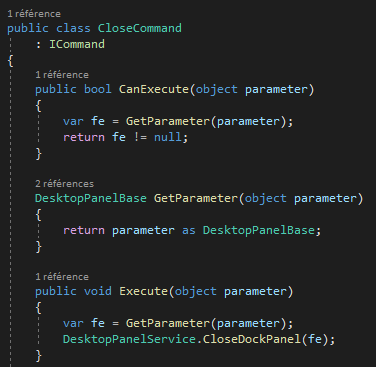 1 référence
public class CloseCommand
    : ICommand
{
    1 référence
    public bool CanExecute(object parameter)
    {
        var fe = GetParameter(parameter);
        return fe != null;
    }
    2 références
    DesktopPanelBase GetParameter(object parameter)
    {
        return parameter as DesktopPanelBase;
    }
    1 référence
    public void Execute(object parameter)
    {
        var fe = GetParameter(parameter);
        DesktopPanelService.CloseDockPanel(fe);
    }